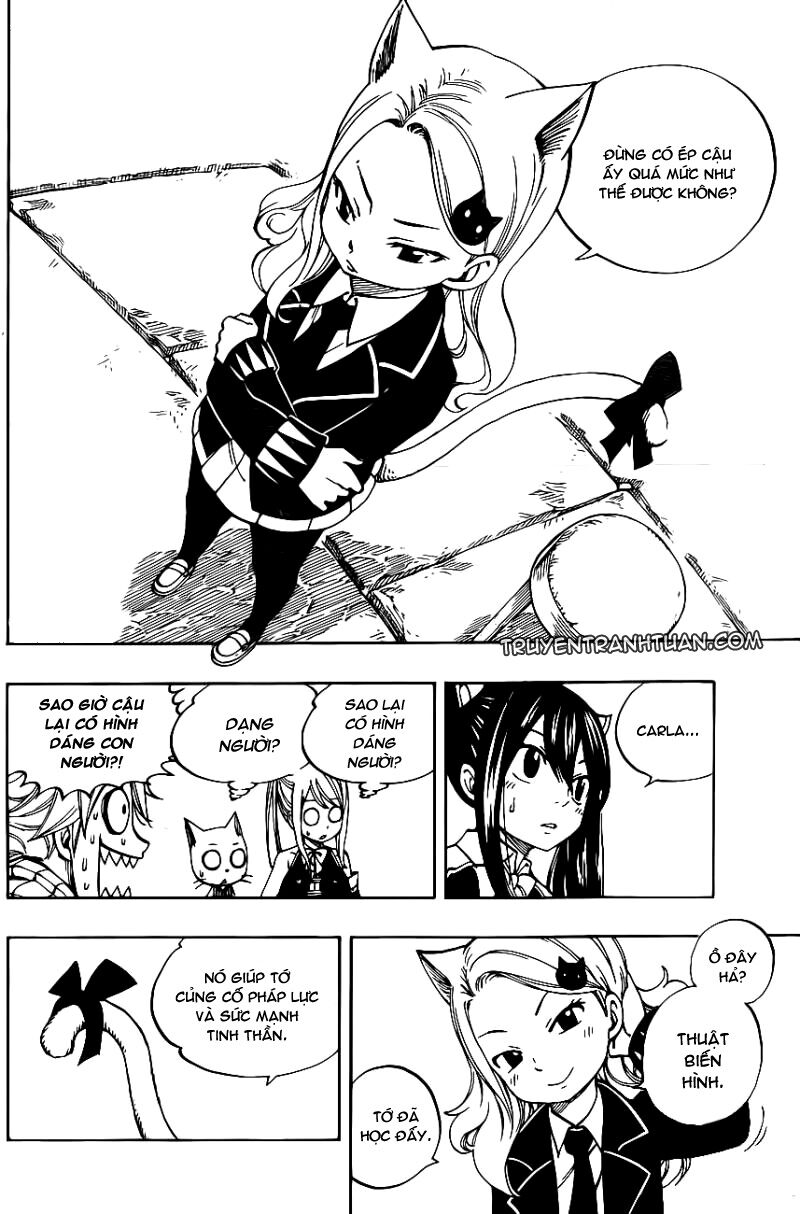 ĐỪNG CÓ ÉP CẬU
ẤY QUÁ MỨC NHƯ
THẾ ĐƯỢC KHÔNG?
TRUYENTRANHTUAN.COM
SAO GIỜ CẬU
LẠI CÓ HÌNH
DÁNG CON
NGƯỜI?!
DẠNG
NGƯỜI?
SAO LẠI
CÓ HÌNH
DÁNG
NGƯỜI?
CARLA...
NÓ GIÚP TỚ
CỦNG CỐ PHÁP LỰC
VÀ SỨC MẠNH
TINH THẦN.
Ồ ĐÂY
HẢ?
THUẬT
BIẾN
HÌNH.
TỚ ĐÃ
HỌC ĐẤY.